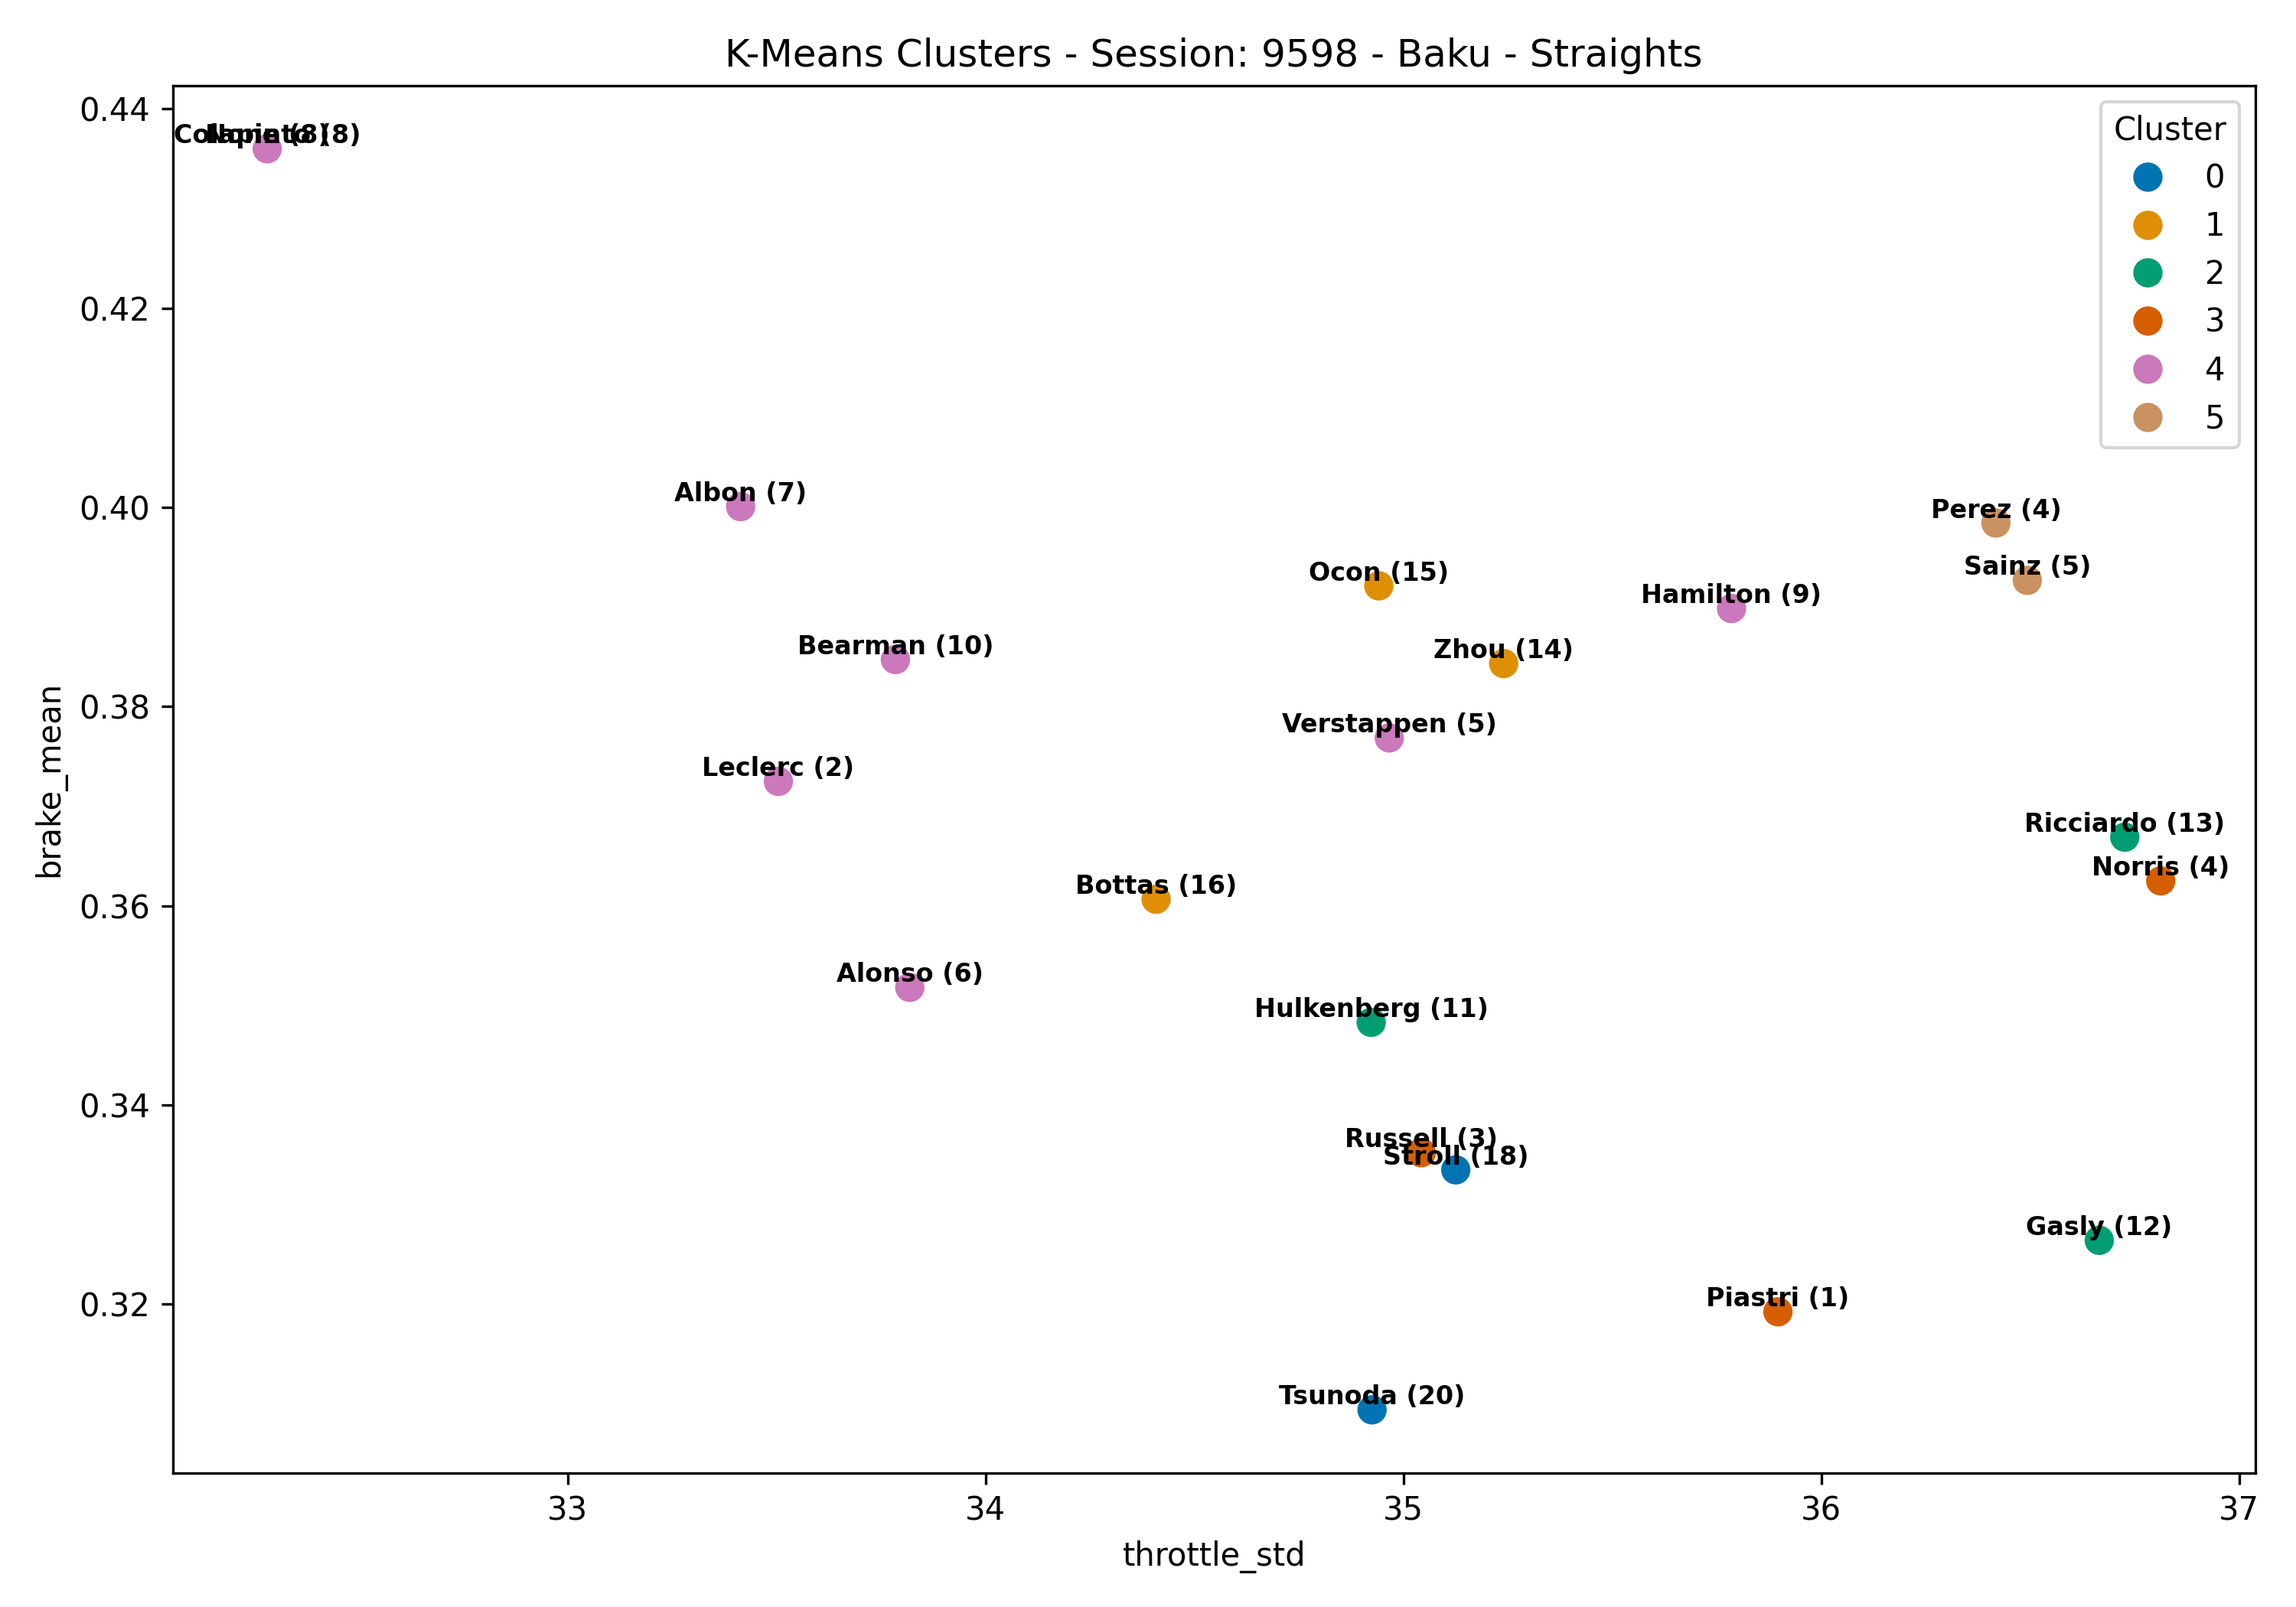 K-Means Clusters - Session: 9598 - Baku - Straights
0.44
Colapinto (8)
Cluster
0
1
2
3
4
5
0.42
0.40
Albon (7)
Perez (4)
Ocon (15)
Sainz (5)
Hamilton (9)
Bearman (10)
Zhou (14)
0.38
Verstappen (5)
Leclerc (2)
brake_mean
Ricciardo (13)
Norris (4)
0.36
Bottas (16)
Alonso (6)
Hulkenberg (11)
0.34
Russell (3)
Stroll (18)
Gasly (12)
0.32
Piastri (1)
Tsunoda (20)
33
34
35
36
37
throttle_std